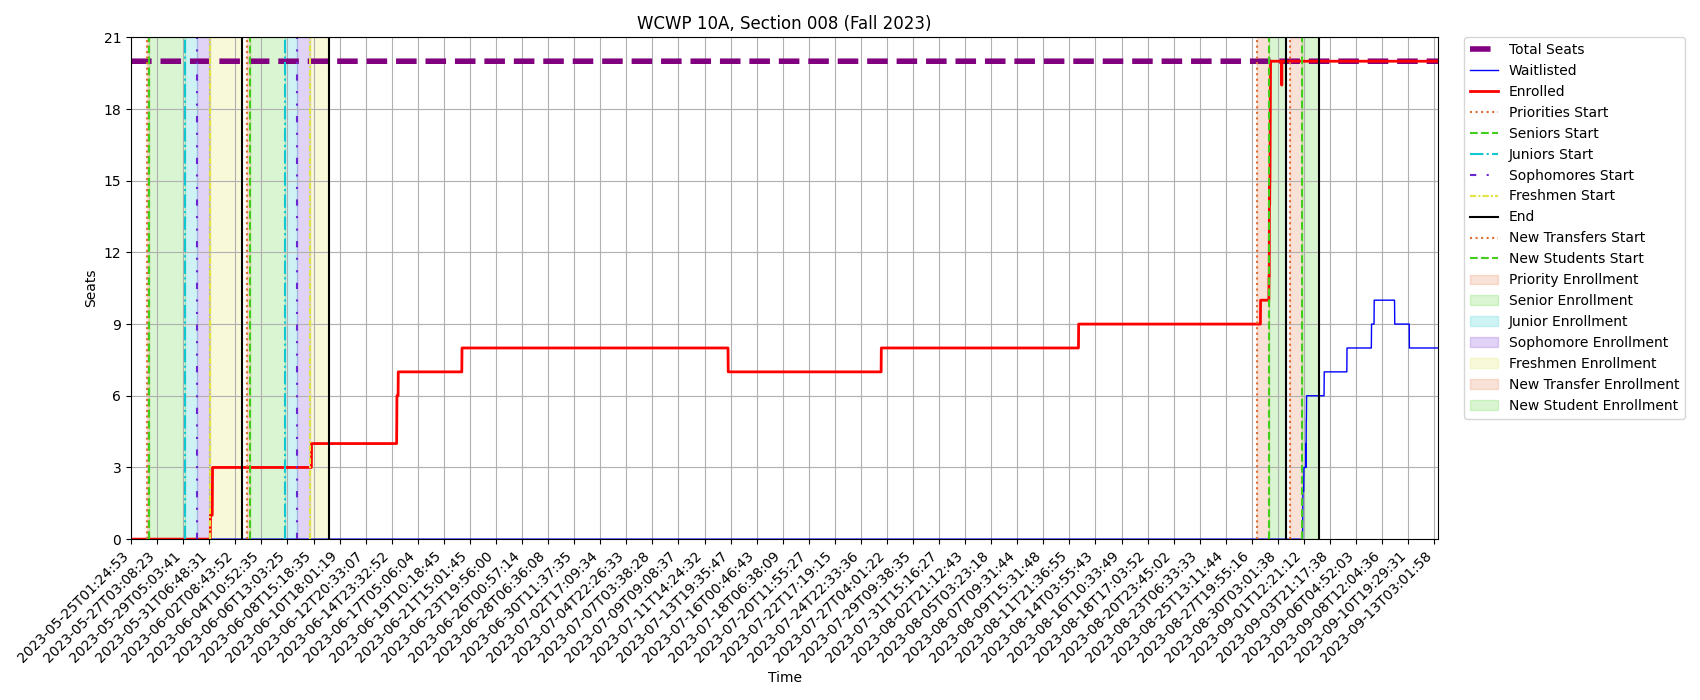 WCWP 10A, Section 008 (Fall 2023)
21
18
15
12
9
6
3
0
Seats
2023-05-25T01:24:53
2023-05-27T03:08:23
2023-05-29T05:03:41
2023-05-31T06:48:31
2023-06-02T08:43:52
2023-06-04T10:52:35
2023-06-06T13:03:25
2023-06-08T15:18:35
2023-06-10T18:01:19
2023-06-12T20:33:07
2023-06-14T23:32:52
2023-06-17T05:06:04
2023-06-19T10:18:45
2023-06-21T15:01:45
2023-06-23T19:56:00
2023-06-26T00:57:14
2023-06-28T06:36:08
2023-06-30T11:37:35
2023-07-02T17:09:34
2023-07-04T22:26:33
2023-07-07T03:38:28
2023-07-09T09:08:37
2023-07-11T14:24:32
2023-07-13T19:35:47
2023-07-16T00:46:43
2023-07-18T06:38:09
2023-07-20T11:55:27
2023-07-22T17:19:15
2023-07-24T22:33:36
2023-07-27T04:01:22
2023-07-29T09:38:35
2023-07-31T15:16:27
2023-08-02T21:12:43
2023-08-05T03:23:18
2023-08-07T09:31:44
2023-08-09T15:31:48
2023-08-11T21:36:55
2023-08-14T03:55:43
2023-08-16T10:33:49
2023-08-18T17:03:52
2023-08-20T23:45:02
2023-08-23T06:33:33
2023-08-25T13:11:44
2023-08-27T19:55:16
2023-08-30T03:01:38
2023-09-01T12:21:12
2023-09-03T21:17:38
2023-09-06T04:52:03
2023-09-08T12:04:36
2023-09-10T19:29:31
2023-09-13T03:01:58
Time
Total Seats
Waitlisted
Enrolled
Priorities Start
Seniors Start
Juniors Start
Sophomores Start
Freshmen Start
End
New Transfers Start
New Students Start
Priority Enrollment
Senior Enrollment
Junior Enrollment
Sophomore Enrollment
Freshmen Enrollment
New Transfer Enrollment
New Student Enrollment